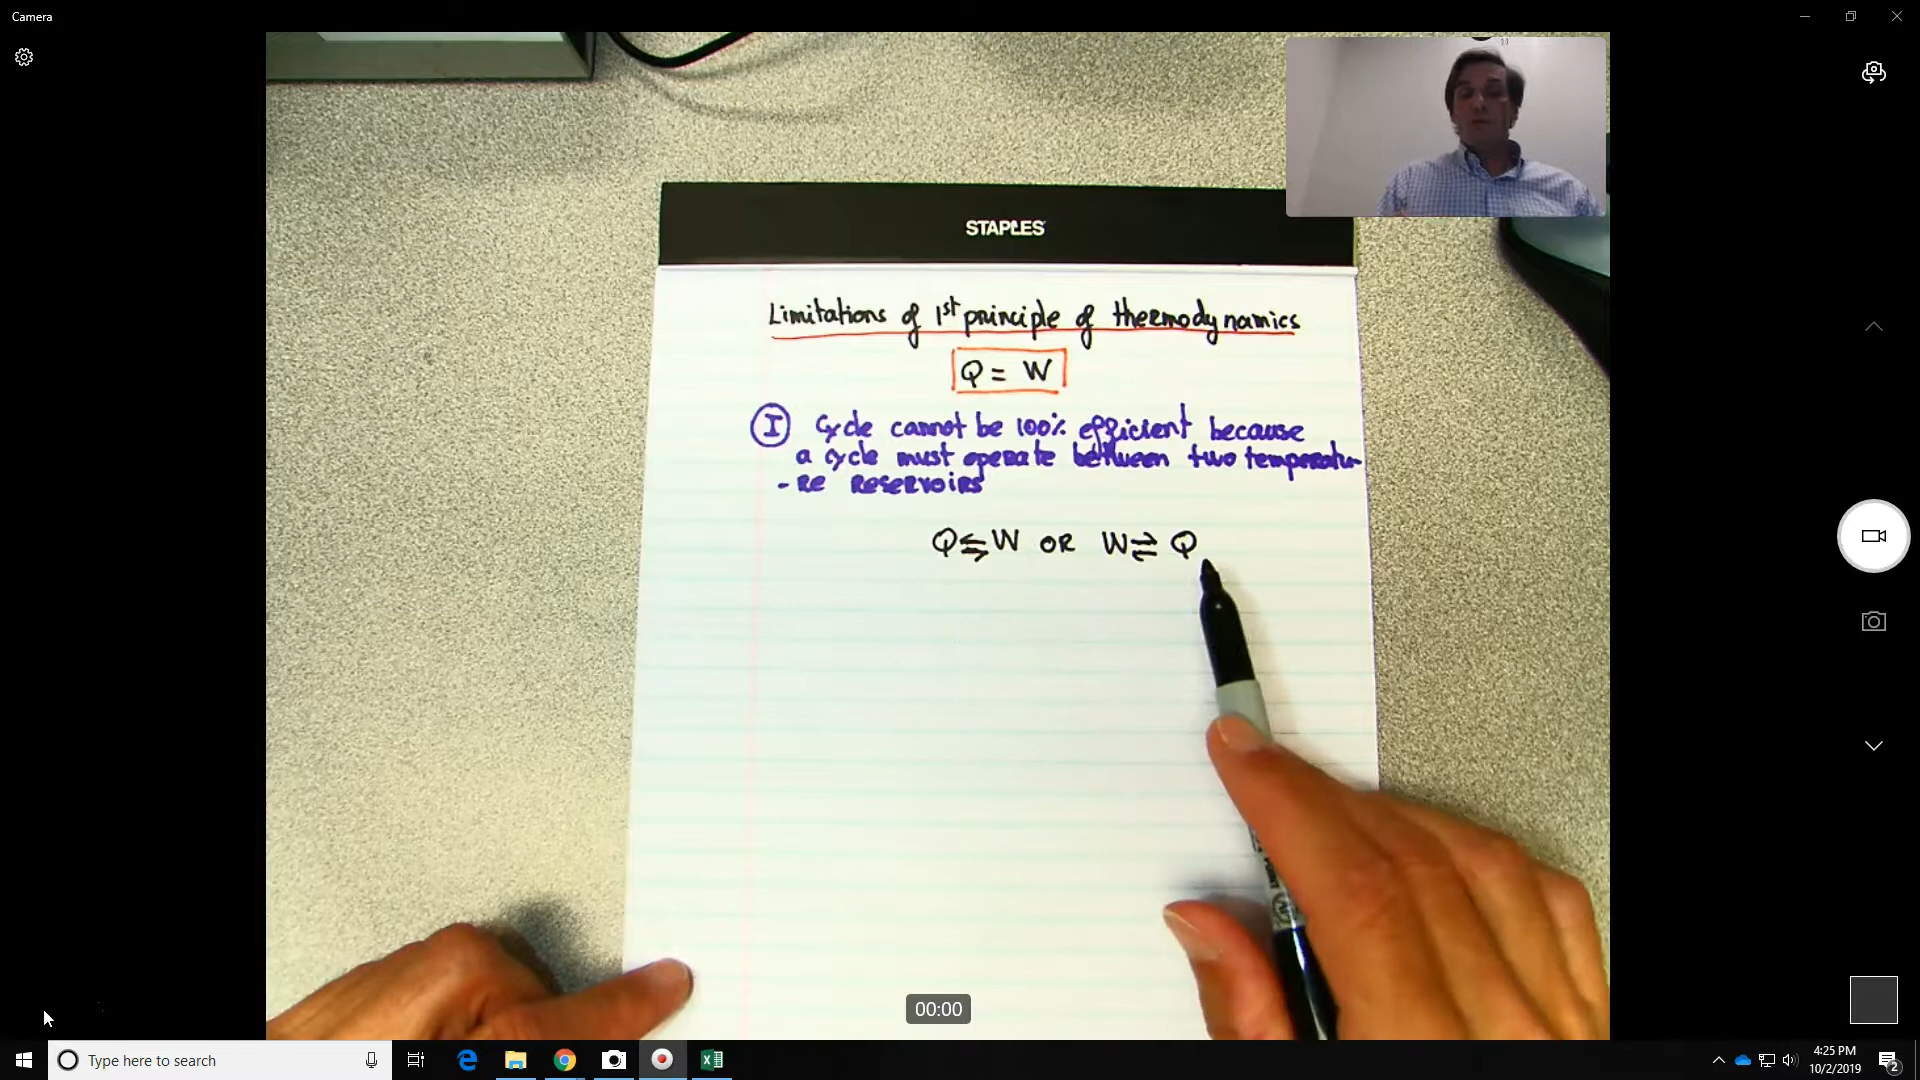 Camera
STAPLES
Limitations of 1st principle of thermodynamics
Q = W
I Cycle cannot be 100% efficient because
a cycle must operate between two temperatu-
-re reservoirs
Q ⇆ W OR W ⇄ Q
00:00
Type here to search
4:25 PM
10/2/2019
2